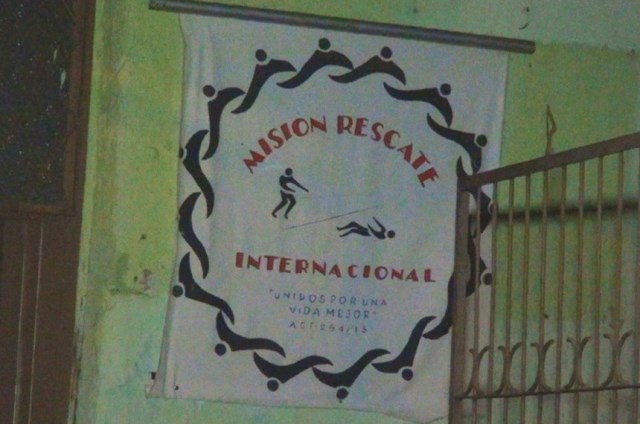 MISION RESCATE
INTERNACIONAL
"UNIDOS POR UNA
VIDA MEJOR"